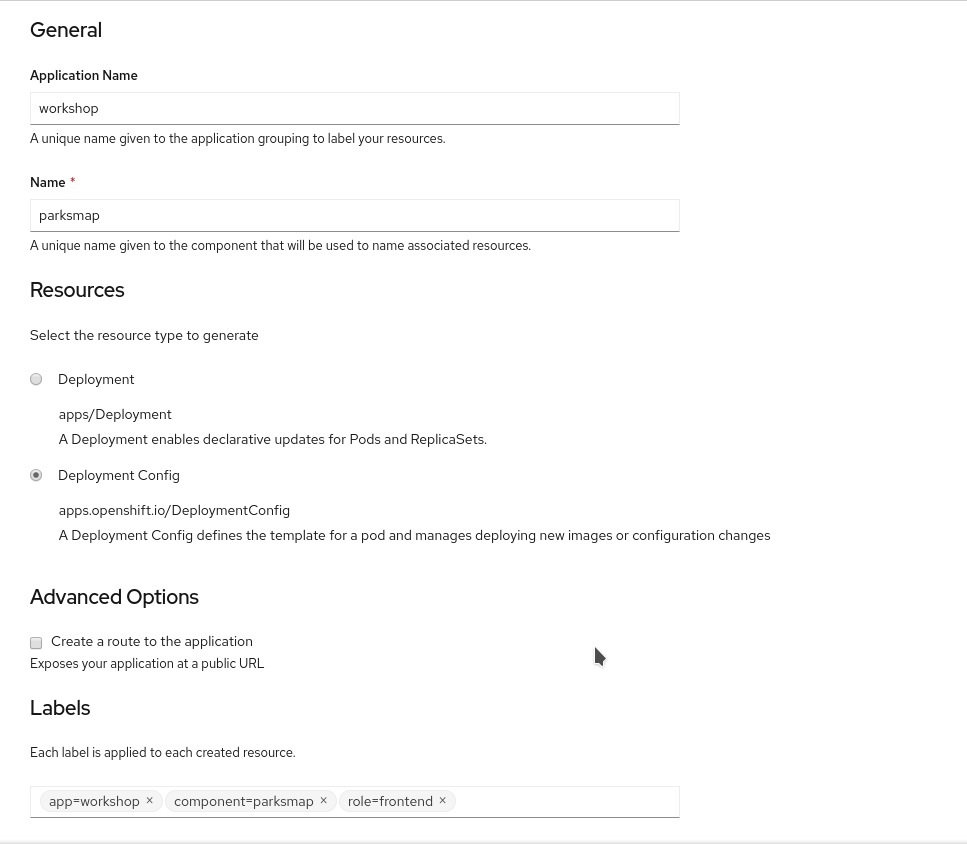 General
Application Name
workshop
A unique name given to the application grouping to label your resources.
Name *
parksmap
A unique name given to the component that will be used to name associated resources.
Resources
Select the resource type to generate
Deployment
apps/Deployment
A Deployment enables declarative updates for Pods and ReplicaSets.
Deployment Config
apps.openshift.io/DeploymentConfig
A Deployment Config defines the template for a pod and manages deploying new images or configuration changes
Advanced Options
Create a route to the application
Exposes your application at a public URL
Labels
Each label is applied to each created resource.
app=workshop × component=parksmap × role=frontend ×